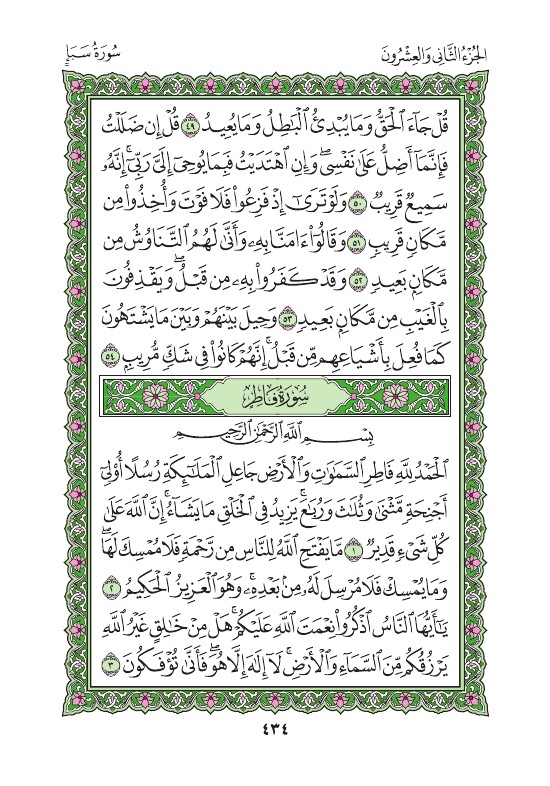 الجُزْءُ الثَّانِي وَالعِشْرُونَ
سُورَةُ سَبَإٍ
قُلْ جَآءَ ٱلْحَقُّ وَمَا يُبْدِئُ ٱلْبَٰطِلُ وَمَا يُعِيدُ ٤٩ قُلْ إِن ضَلَلْتُ
فَإِنَّمَآ أَضِلُّ عَلَىٰ نَفْسِىۖ وَإِنِ ٱهْتَدَيْتُ فَبِمَا يُوحِىٓ إِلَىَّ رَبِّىٓۚ إِنَّهُۥ
سَمِيعٌ قَرِيبٌ ٥٠ وَلَوْ تَرَىٰٓ إِذْ فَزِعُوا۟ فَلَا فَوْتَ وَأُخِذُوا۟ مِن
مَّكَانٍ قَرِيبٍ ٥١ وَقَالُوٓا۟ ءَامَنَّا بِهِۦ وَأَنَّىٰ لَهُمُ ٱلتَّنَاوُشُ مِن
مَّكَانٍۭ بَعِيدٍ ٥٢ وَقَدْ كَفَرُوا۟ بِهِۦ مِن قَبْلُۖ وَيَقْذِفُونَ
بِٱلْغَيْبِ مِن مَّكَانٍۭ بَعِيدٍ ٥٣ وَحِيلَ بَيْنَهُمْ وَبَيْنَ مَا يَشْتَهُونَ
كَمَا فُعِلَ بِأَشْيَاعِهِم مِّن قَبْلُۚ إِنَّهُمْ كَانُوا۟ فِى شَكٍّ مُّرِيبٍۭ ٥٤
سُورَةُ فَاطِرٍ
بِسْمِ ٱللَّهِ ٱلرَّحْمَٰنِ ٱلرَّحِيمِ
ٱلْحَمْدُ لِلَّهِ فَاطِرِ ٱلسَّمَٰوَٰتِ وَٱلْأَرْضِ جَاعِلِ ٱلْمَلَٰٓئِكَةِ رُسُلًا أُو۟لِىٓ
أَجْنِحَةٍ مَّثْنَىٰ وَثُلَٰثَ وَرُبَٰعَۚ يَزِيدُ فِى ٱلْخَلْقِ مَا يَشَآءُۚ إِنَّ ٱللَّهَ عَلَىٰ
كُلِّ شَىْءٍ قَدِيرٌ ١ مَّا يَفْتَحِ ٱللَّهُ لِلنَّاسِ مِن رَّحْمَةٍ فَلَا مُمْسِكَ لَهَاۖ
وَمَا يُمْسِكْ فَلَا مُرْسِلَ لَهُۥ مِنۢ بَعْدِهِۦۚ وَهُوَ ٱلْعَزِيزُ ٱلْحَكِيمُ ٢
يَٰٓأَيُّهَا ٱلنَّاسُ ٱذْكُرُوا۟ نِعْمَتَ ٱللَّهِ عَلَيْكُمْۚ هَلْ مِنْ خَٰلِقٍ غَيْرُ ٱللَّهِ
يَرْزُقُكُم مِّنَ ٱلسَّمَآءِ وَٱلْأَرْضِۚ لَآ إِلَٰهَ إِلَّا هُوَۖ فَأَنَّىٰ تُؤْفَكُونَ ٣
٤٣٤